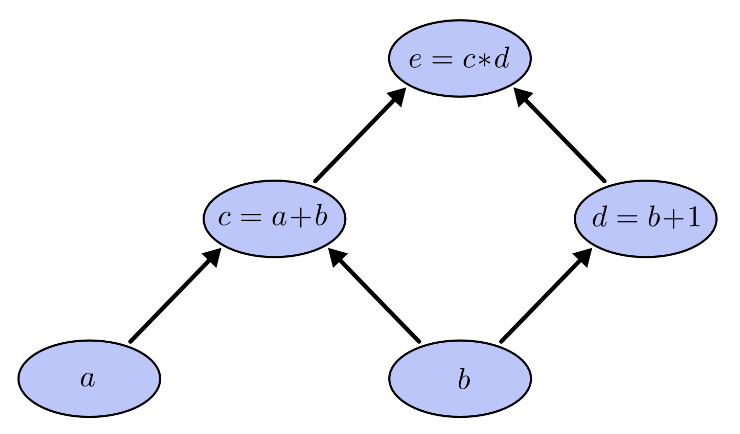 e = c*d
c = a+b
d = b+1
a
b